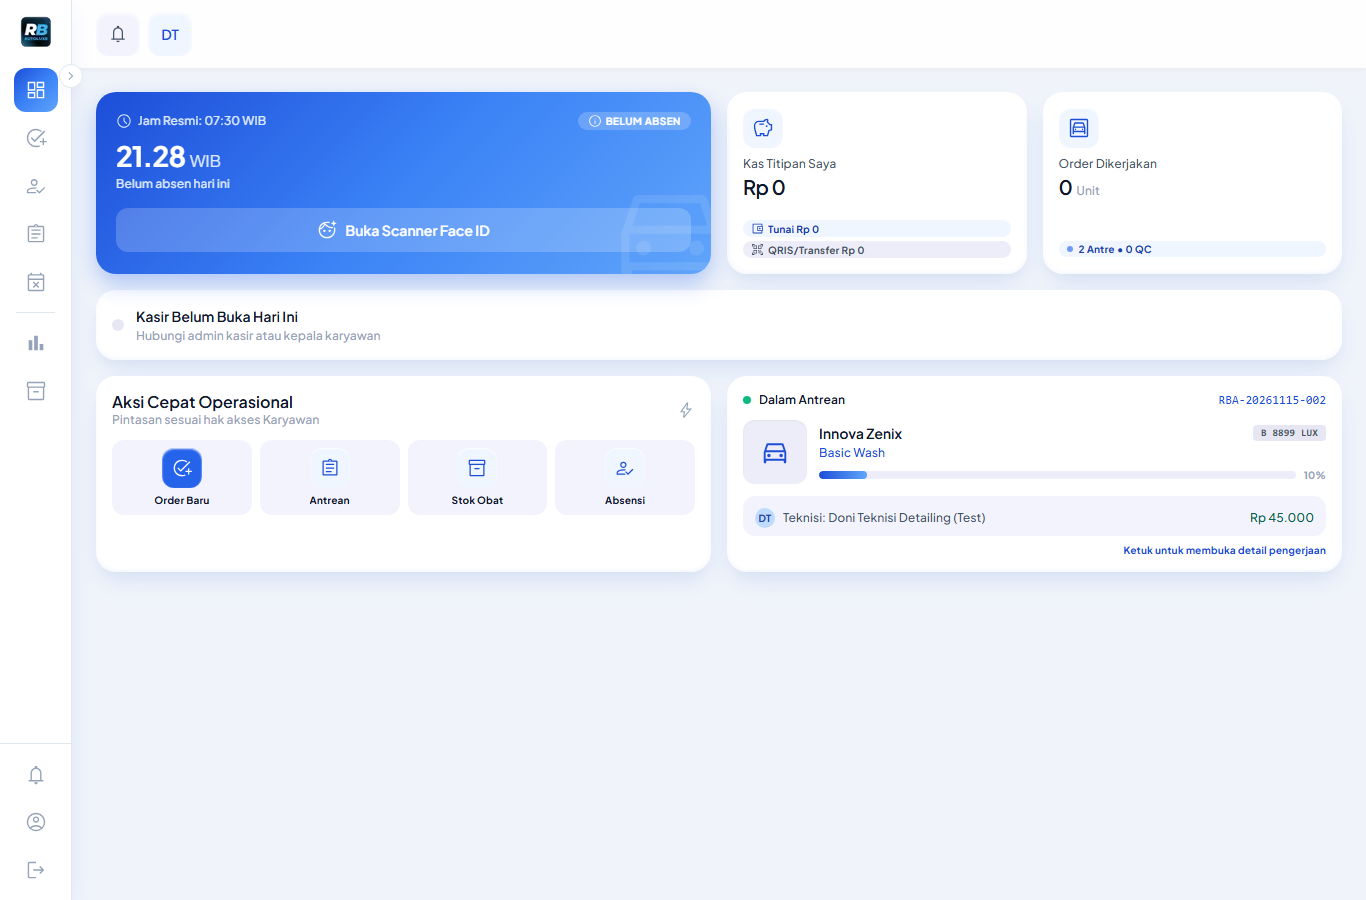 RB
DT
Jam Resmi: 07:30 WIB
BELUM ABSEN
21.28 WIB
Belum absen hari ini
Buka Scanner Face ID
Kas Titipan Saya
Rp 0
Tunai Rp 0
QRIS/Transfer Rp 0
Order Dikerjakan
0 Unit
2 Antre • 0 QC
Kasir Belum Buka Hari Ini
Hubungi admin kasir atau kepala karyawan
Aksi Cepat Operasional
Pintasan sesuai hak akses Karyawan
Order Baru
Antrean
Stok Obat
Absensi
Dalam Antrean
RBA-20261115-002
Innova Zenix
B 8899 LUX
Basic Wash
10%
DT
Teknisi: Doni Teknisi Detailing (Test)
Rp 45.000
Ketuk untuk membuka detail pengerjaan